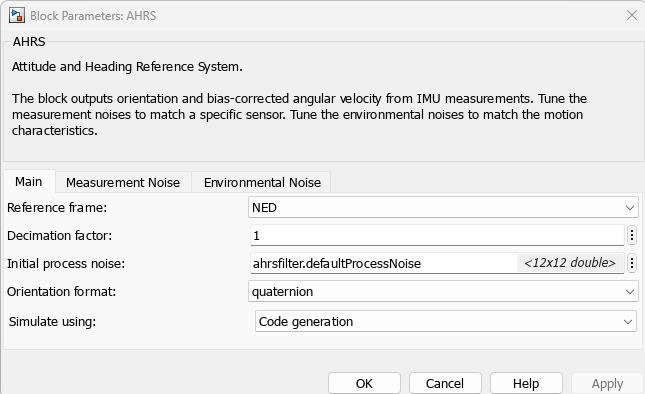 Block Parameters: AHRS
AHRS
Attitude and Heading Reference System.
The block outputs orientation and bias-corrected angular velocity from IMU measurements. Tune the
measurement noises to match a specific sensor. Tune the environmental noises to match the motion
characteristics.
Main Measurement Noise Environmental Noise
Reference frame: NED
Decimation factor: 1
Initial process noise: ahrsfilter.defaultProcessNoise <12x12 double>
Orientation format: quaternion
Simulate using: Code generation
OK Cancel Help Apply